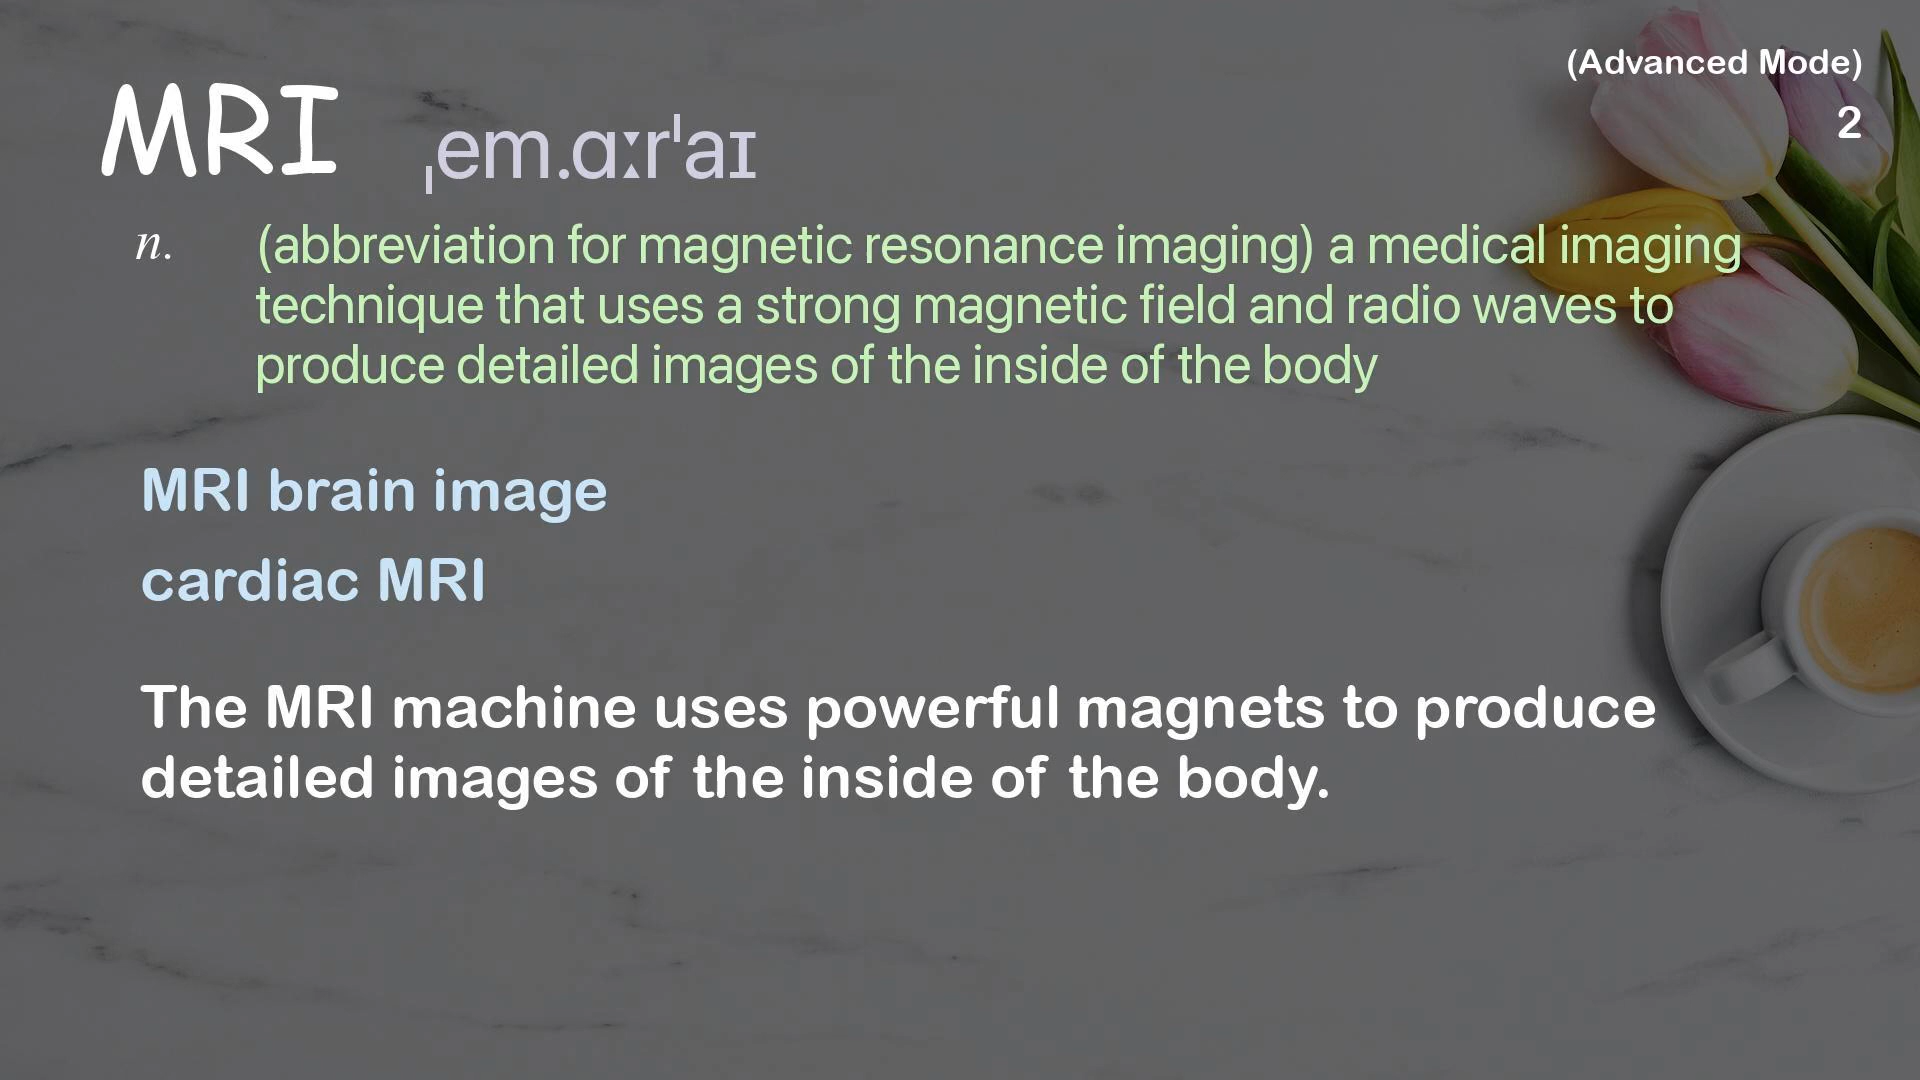 (Advanced Mode)
2
MRI ˌem.ɑːrˈaɪ
n. (abbreviation for magnetic resonance imaging) a medical imaging
technique that uses a strong magnetic field and radio waves to
produce detailed images of the inside of the body
MRI brain image
cardiac MRI
The MRI machine uses powerful magnets to produce
detailed images of the inside of the body.